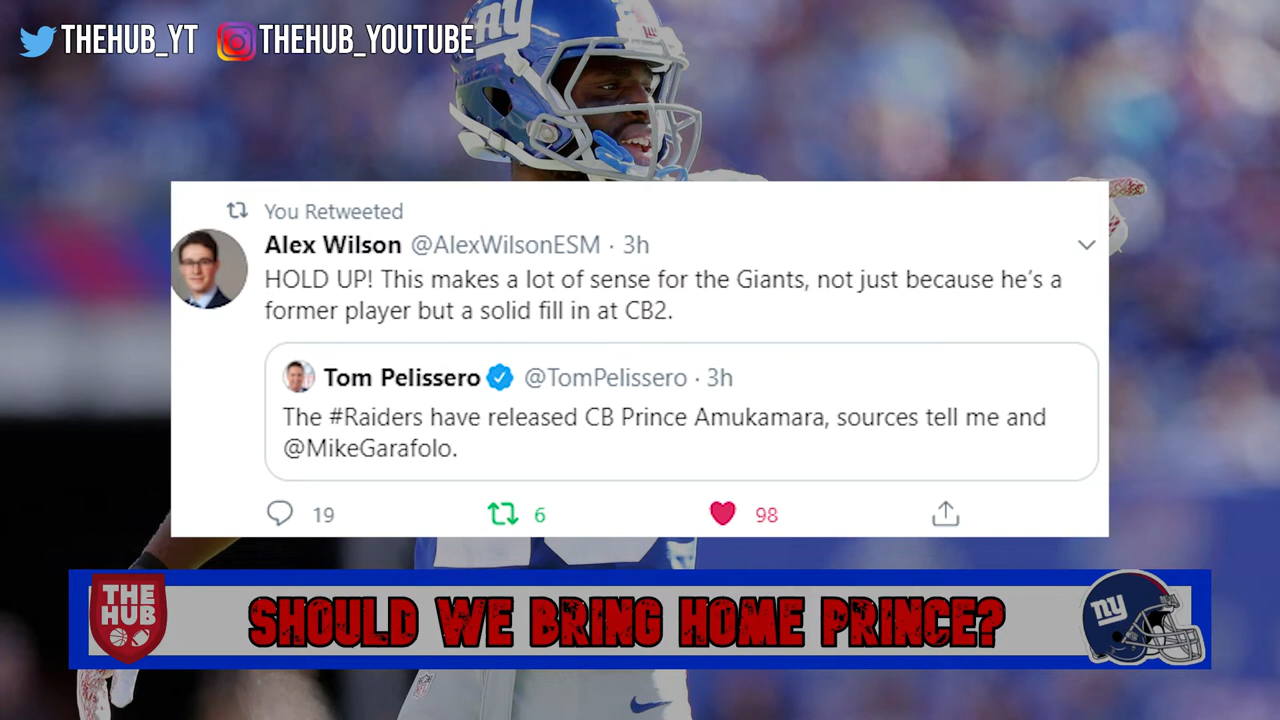 THEHUB_YT THEHUB_YOUTUBE
ny
You Retweeted
Alex Wilson @AlexWilsonESM · 3h
HOLD UP! This makes a lot of sense for the Giants, not just because he's a
former player but a solid fill in at CB2.
Tom Pelissero @TomPelissero · 3h
The #Raiders have released CB Prince Amukamara, sources tell me and
@MikeGarafolo.
19 6 98
THE
HUB
SHOULD WE BRING HOME PRINCE?
ny